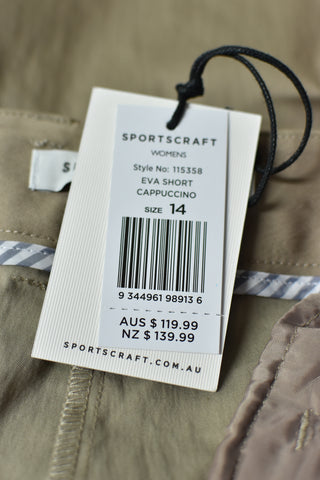 SPORTSCRAFT
WOMENS
Style No: 115358
EVA SHORT
CAPPUCCINO
SIZE 14
9 344961 98913 6
AUS $ 119.99
NZ $ 139.99
SPORTSCRAFT.COM.AU